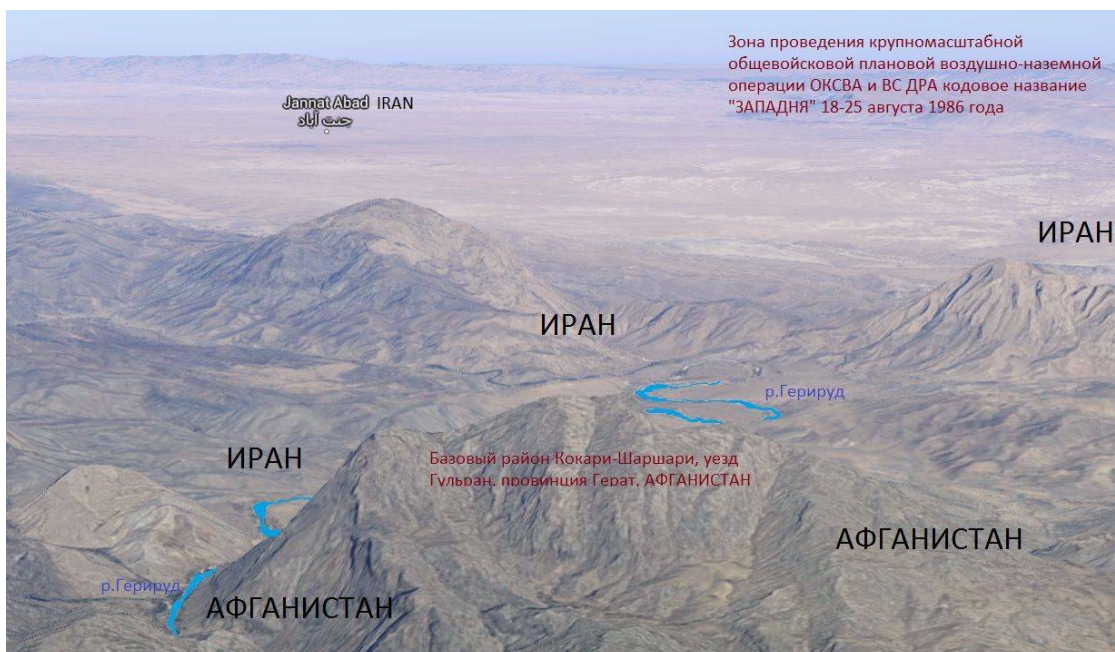 Зона проведения крупномасштабной
общевойсковой плановой воздушно-наземной
операции ОКСВА и ВС ДРА кодовое название
"ЗАПАДНЯ" 18-25 августа 1986 года
Jannat Abad IRAN
جنت آباد
ИРАН
ИРАН
р.Герируд
ИРАН
Базовый район Кокари-Шаршари, уезд
Гульран, провинция Герат, АФГАНИСТАН
АФГАНИСТАН
р.Герируд
АФГАНИСТАН